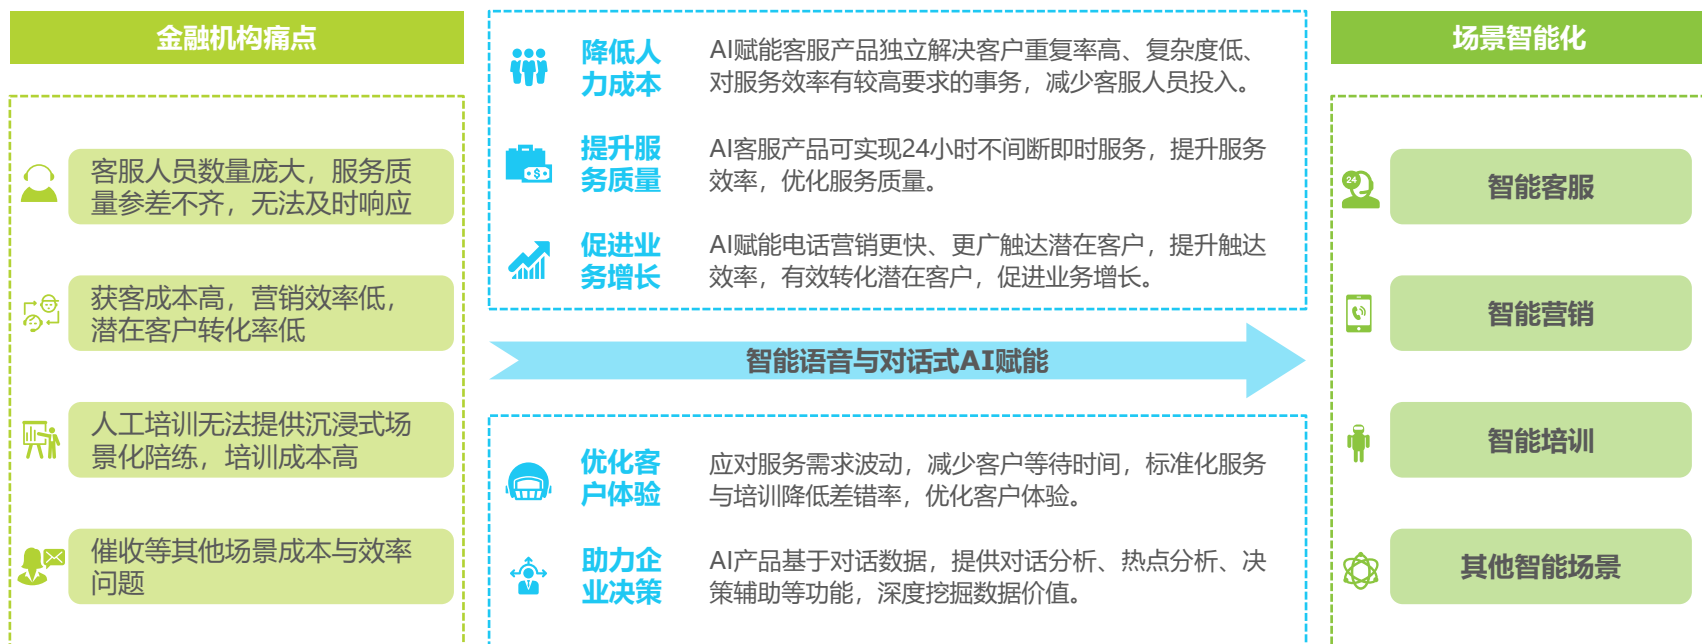 金融机构痛点
客服人员数量庞大，服务质
量参差不齐，无法及时响应
获客成本高，营销效率低，
潜在客户转化率低
人工培训无法提供沉浸式场
景化陪练，培训成本高
催收等其他场景成本与效率
问题
降低人
力成本
AI赋能客服产品独立解决客户重复率高、复杂度低、
对服务效率有较高要求的事务，减少客服人员投入。
提升服
务质量
AI客服产品可实现24小时不间断即时服务，提升服务
效率，优化服务质量。
促进业
务增长
AI赋能电话营销更快、更广触达潜在客户，提升触达
效率，有效转化潜在客户，促进业务增长。
智能语音与对话式AI赋能
优化客
户体验
应对服务需求波动，减少客户等待时间，标准化服务
与培训降低差错率，优化客户体验。
助力企
业决策
AI产品基于对话数据，提供对话分析、热点分析、决
策辅助等功能，深度挖掘数据价值。
场景智能化
24
智能客服
智能营销
智能培训
其他智能场景